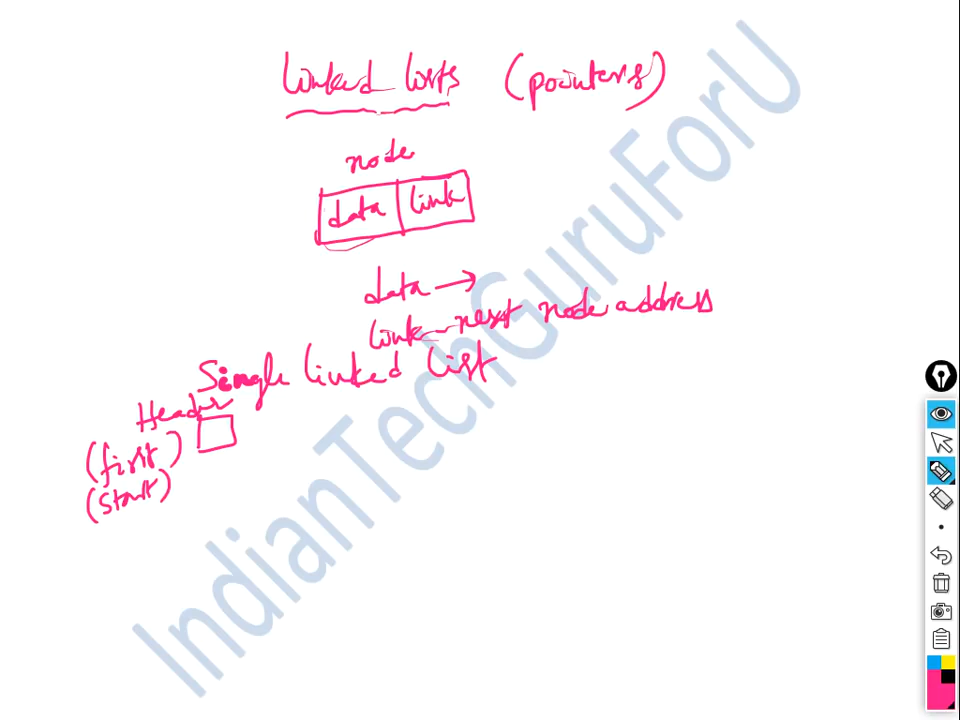 Linked Lists (pointers)
node
data link
data →
link - next node address
Single linked list
Header
(first)
(start)
IndianTechGuruForU